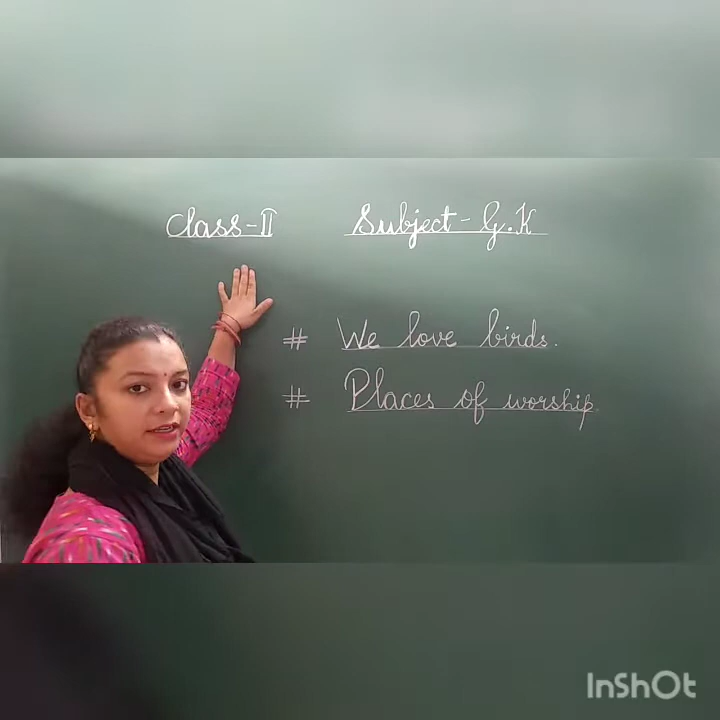 Class-II Subject - G.K
# We love birds.
# Places of worship.
InShOt